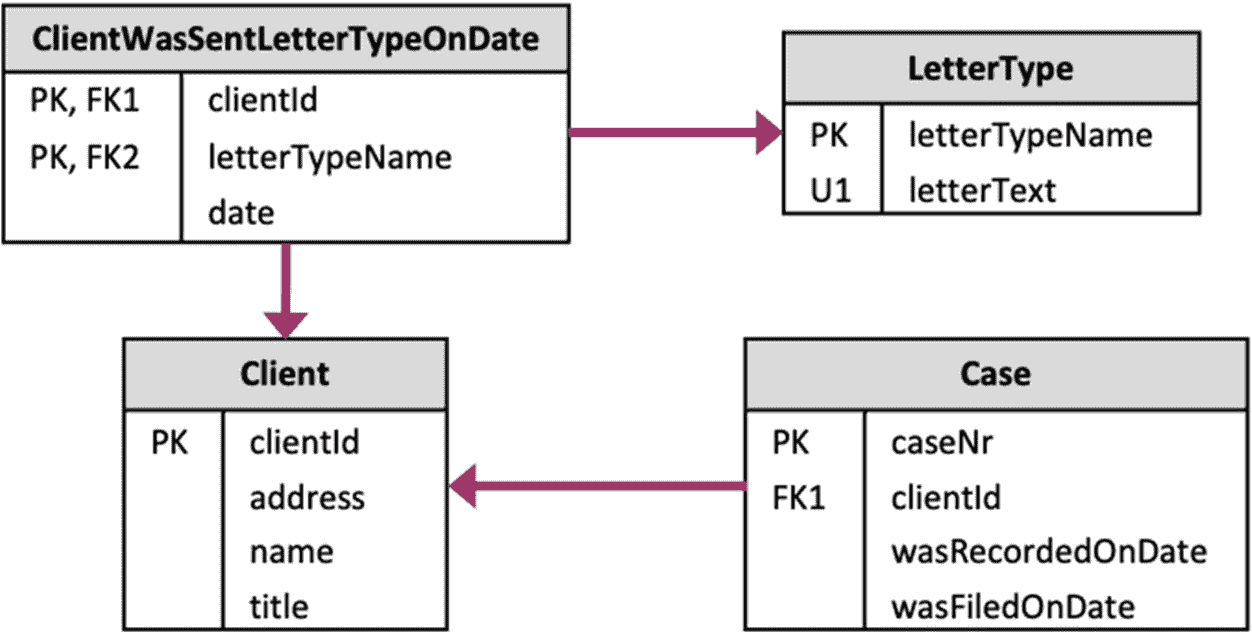 ClientWasSentLetterTypeOnDate
PK, FK1 clientId
PK, FK2 letterTypeName
date
LetterType
PK letterTypeName
U1 letterText
Client
PK clientId
address
name
title
Case
PK caseNr
FK1 clientId
wasRecordedOnDate
wasFiledOnDate